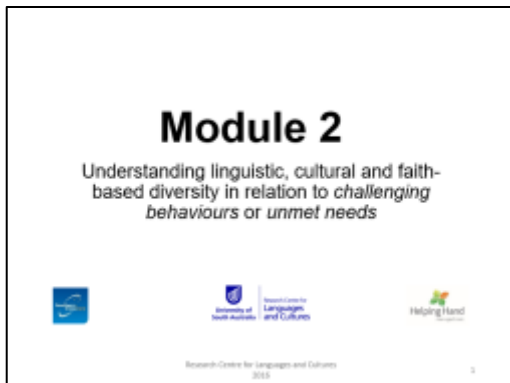 Module 2
Understanding linguistic, cultural and faith-
based diversity in relation to challenging
behaviours or unmet needs
University of
South Australia
Research Centre for
Languages
and Cultures
Helping Hand
Research Centre for Languages and Cultures
1